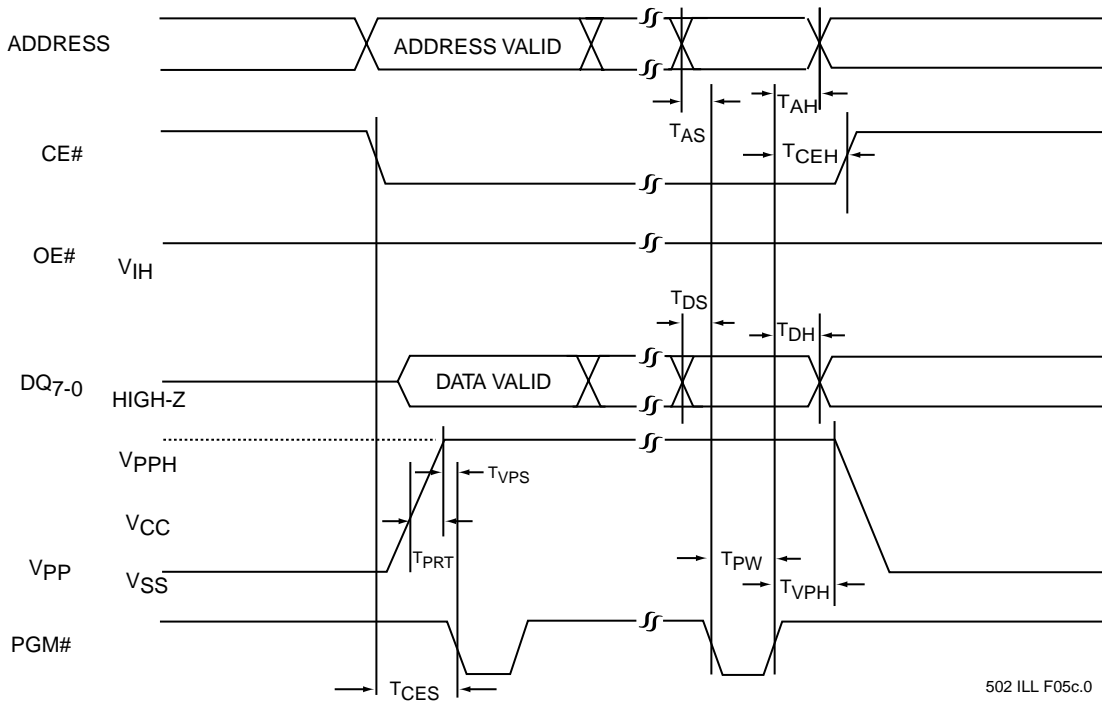 ADDRESS
ADDRESS VALID
TAH
TAS
CE#
TCEH
OE#
VIH
TDS
TDH
DQ7-0
DATA VALID
HIGH-Z
VPPH
TVPS
VCC
TPRT
VPP
VSS
TPW
TVPH
PGM#
TCES
502 ILL F05c.0